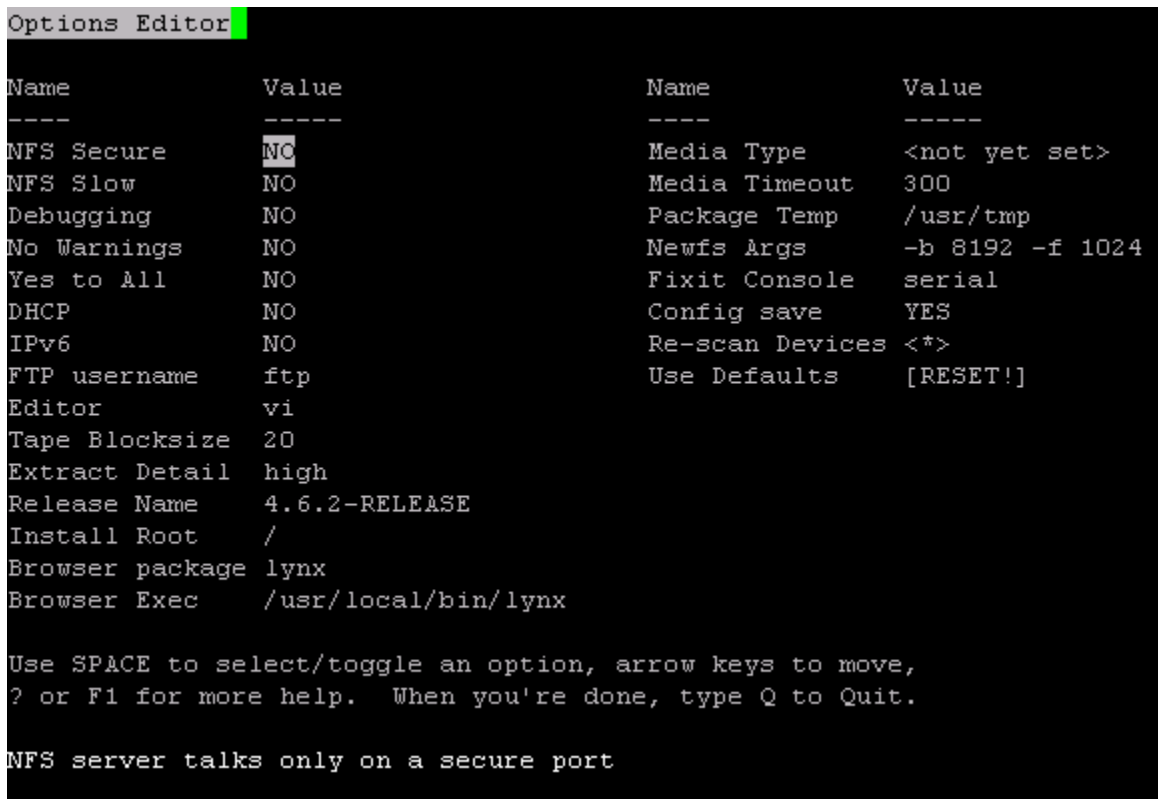 Options Editor
Name Value Name Value
---- ----- ---- -----
NFS Secure NO Media Type <not yet set>
NFS Slow NO Media Timeout 300
Debugging NO Package Temp /usr/tmp
No Warnings NO Newfs Args -b 8192 -f 1024
Yes to All NO Fixit Console serial
DHCP NO Config save YES
IPv6 NO Re-scan Devices <*>
FTP username ftp Use Defaults [RESET!]
Editor vi
Tape Blocksize 20
Extract Detail high
Release Name 4.6.2-RELEASE
Install Root /
Browser package lynx
Browser Exec /usr/local/bin/lynx
Use SPACE to select/toggle an option, arrow keys to move,
? or F1 for more help. When you're done, type Q to Quit.
NFS server talks only on a secure port